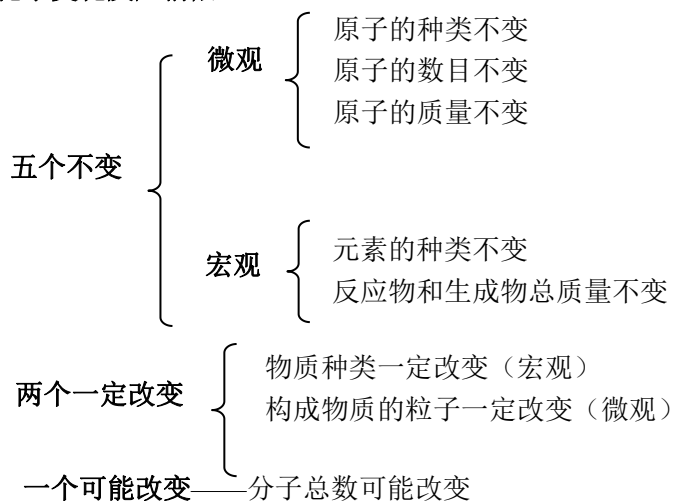 微观
原子的种类不变
原子的数目不变
原子的质量不变
五个不变
宏观
元素的种类不变
反应物和生成物总质量不变
两个一定改变
物质种类一定改变（宏观）
构成物质的粒子一定改变（微观）
一个可能改变——分子总数可能改变